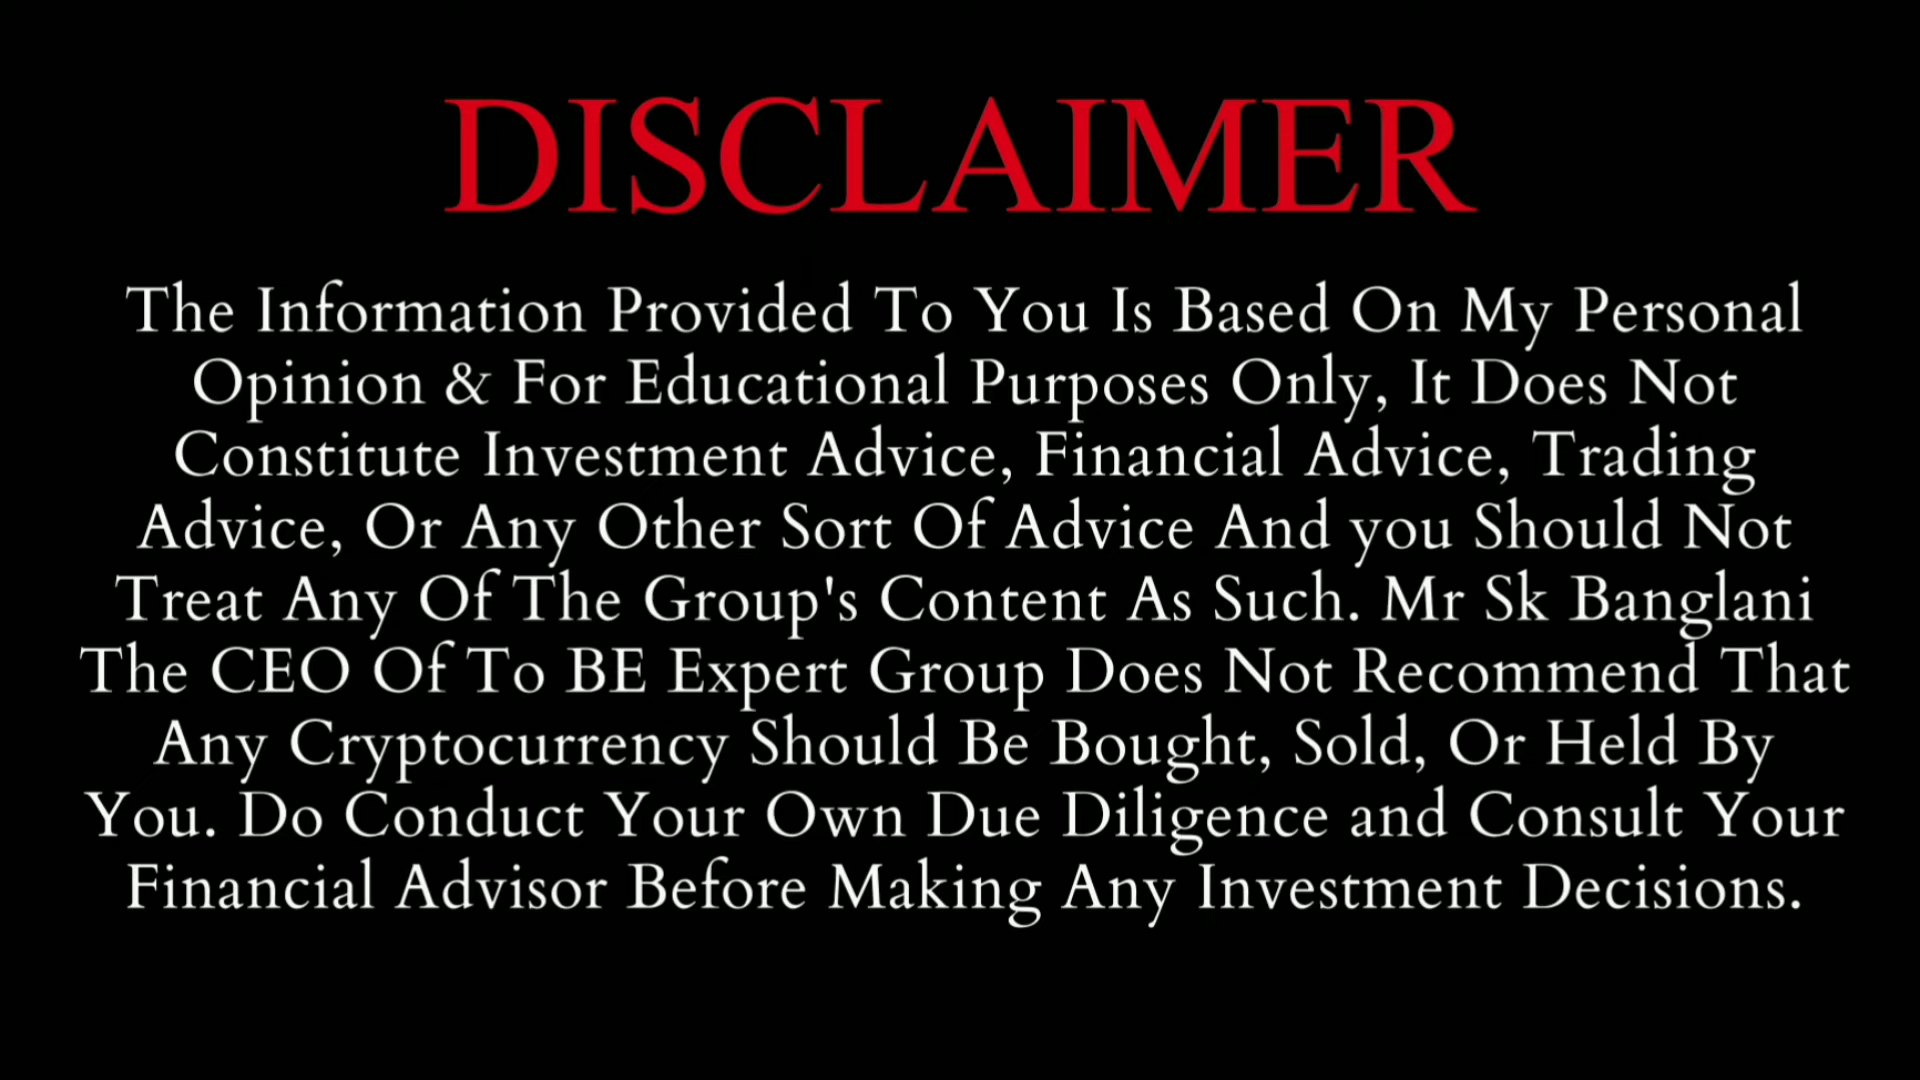 DISCLAIMER
The Information Provided To You Is Based On My Personal
Opinion & For Educational Purposes Only, It Does Not
Constitute Investment Advice, Financial Advice, Trading
Advice, Or Any Other Sort Of Advice And you Should Not
Treat Any Of The Group's Content As Such. Mr Sk Banglani
The CEO Of To BE Expert Group Does Not Recommend That
Any Cryptocurrency Should Be Bought, Sold, Or Held By
You. Do Conduct Your Own Due Diligence and Consult Your
Financial Advisor Before Making Any Investment Decisions.